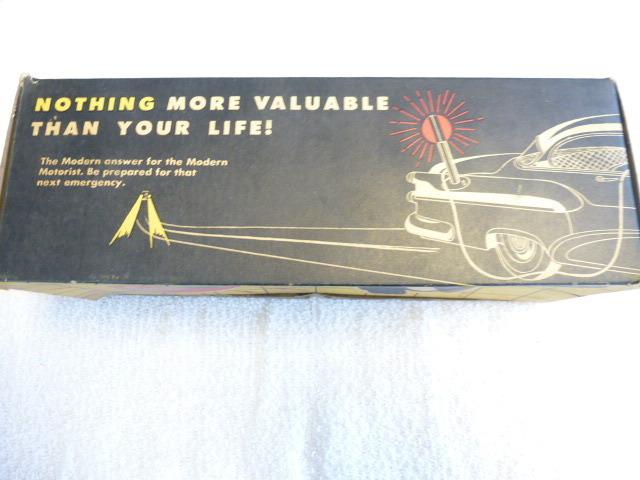 NOTHING MORE VALUABLE
THAN YOUR LIFE!
The Modern answer for the Modern
Motorist. Be prepared for that
next emergency.